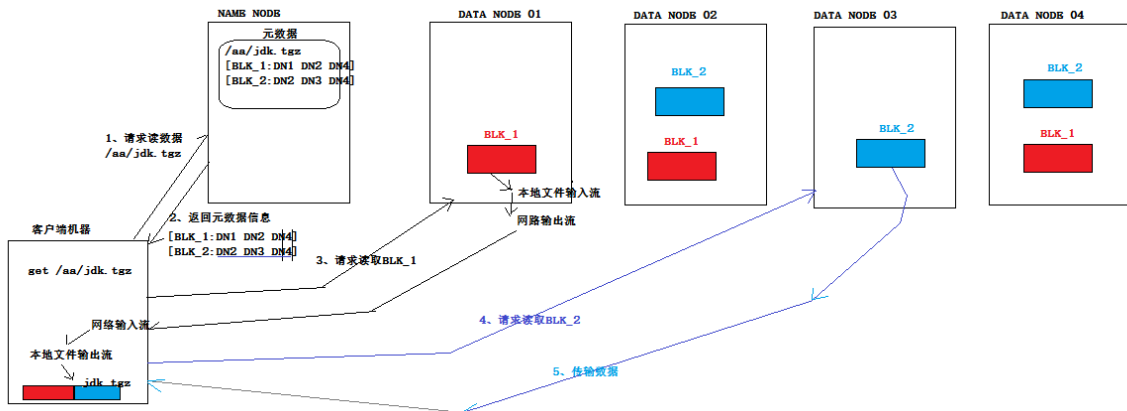 NAME NODE
元数据
/aa/jdk.tgz
[BLK_1:DN1 DN2 DN4]
[BLK_2:DN2 DN3 DN4]
DATA NODE 01
BLK_1
本地文件输入流
网路输出流
DATA NODE 02
BLK_2
BLK_1
DATA NODE 03
BLK_2
DATA NODE 04
BLK_2
BLK_1
1、请求读数据
/aa/jdk.tgz
2、返回元数据信息
[BLK_1:DN1 DN2 DN4]
[BLK_2:DN2 DN3 DN4]
客户端机器
get /aa/jdk.tgz
3、请求读取BLK_1
网络输入流
4、请求读取BLK_2
本地文件输出流
5、传输数据
jdk.tgz